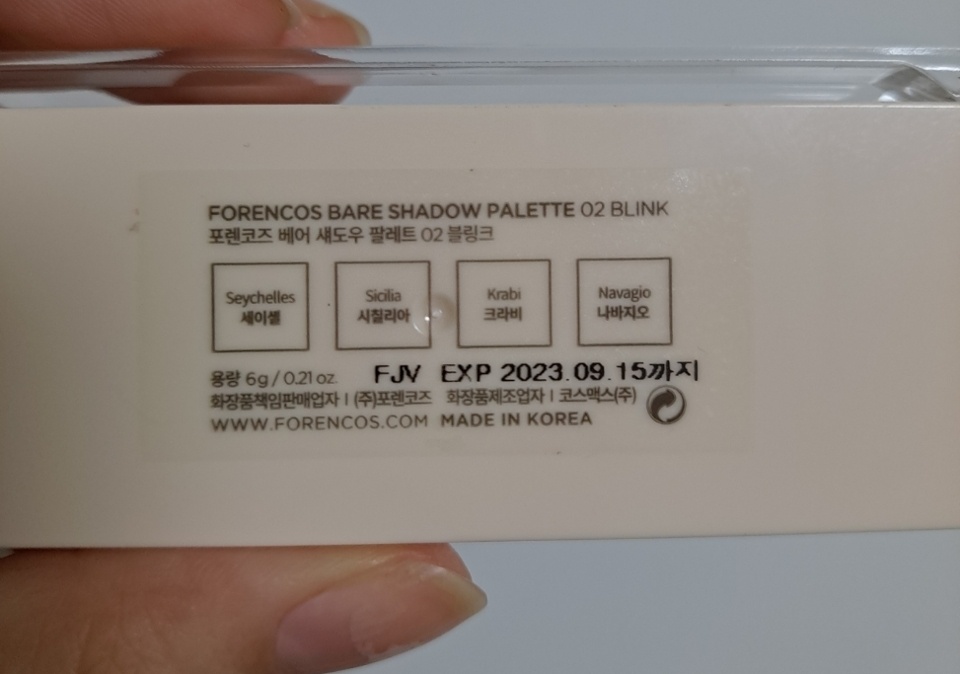 FORENCOS BARE SHADOW PALETTE 02 BLINK
포렌코즈 베어 섀도우 팔레트 02 블링크
Seychelles
세이셸
Sicilia
시칠리아
Krabi
크라비
Navagio
나바지오
용량 6g / 0.21 oz. FJV EXP 2023.09.15까지
화장품책임판매업자 | (주)포렌코즈 화장품제조업자 | 코스맥스(주)
WWW.FORENCOS.COM MADE IN KOREA